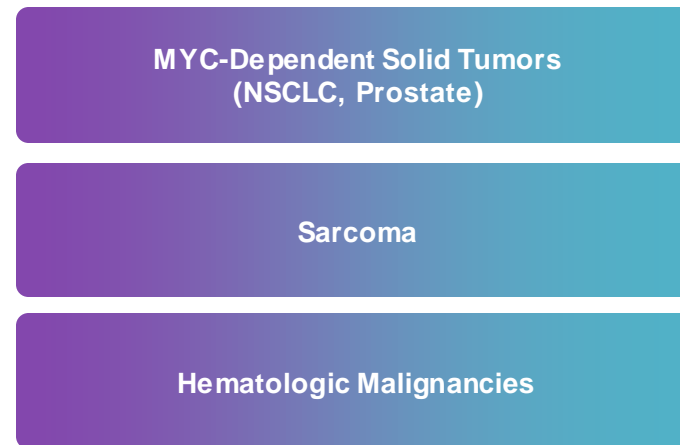 MYC-Dependent Solid Tumors
(NSCLC, Prostate)
Sarcoma
Hematologic Malignancies